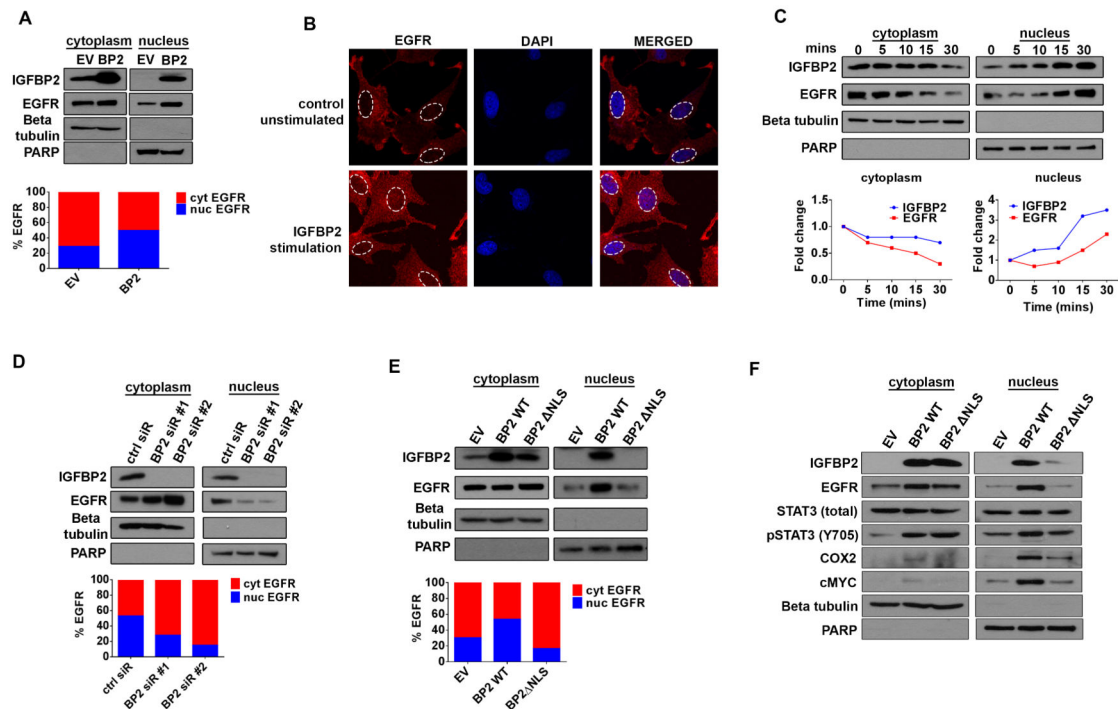 A
cytoplasm nucleus
EV BP2 EV BP2
IGFBP2
EGFR
Beta
tubulin
PARP
100
80
60
40
20
0
% EGFR
cyt EGFR
nuc EGFR
EV
BP2
B
EGFR DAPI MERGED
control
unstimulated
IGFBP2
stimulation
C
cytoplasm nucleus
mins 0 5 10 15 30 0 5 10 15 30
IGFBP2
EGFR
Beta tubulin
PARP
cytoplasm
1.5
1.0
0.5
0.0
Fold change
IGFBP2
EGFR
0 5 10 15 30
Time (mins)
nucleus
4
3
2
1
0
Fold change
IGFBP2
EGFR
0 5 10 15 30
Time (mins)
D
cytoplasm nucleus
ctrl siR BP2 siR #1 BP2 siR #2 ctrl siR BP2 siR #1 BP2 siR #2
IGFBP2
EGFR
Beta
tubulin
PARP
100
80
60
40
20
0
% EGFR
cyt EGFR
nuc EGFR
ctrl siR
BP2 siR #1
BP2 siR #2
E
cytoplasm nucleus
EV BP2 WT BP2 ΔNLS EV BP2 WT BP2 ΔNLS
IGFBP2
EGFR
Beta
tubulin
PARP
100
80
60
40
20
0
% EGFR
cyt EGFR
nuc EGFR
EV
BP2 WT
BP2ΔNLS
F
cytoplasm nucleus
EV BP2 WT BP2 ΔNLS EV BP2 WT BP2 ΔNLS
IGFBP2
EGFR
STAT3 (total)
pSTAT3 (Y705)
COX2
cMYC
Beta tubulin
PARP